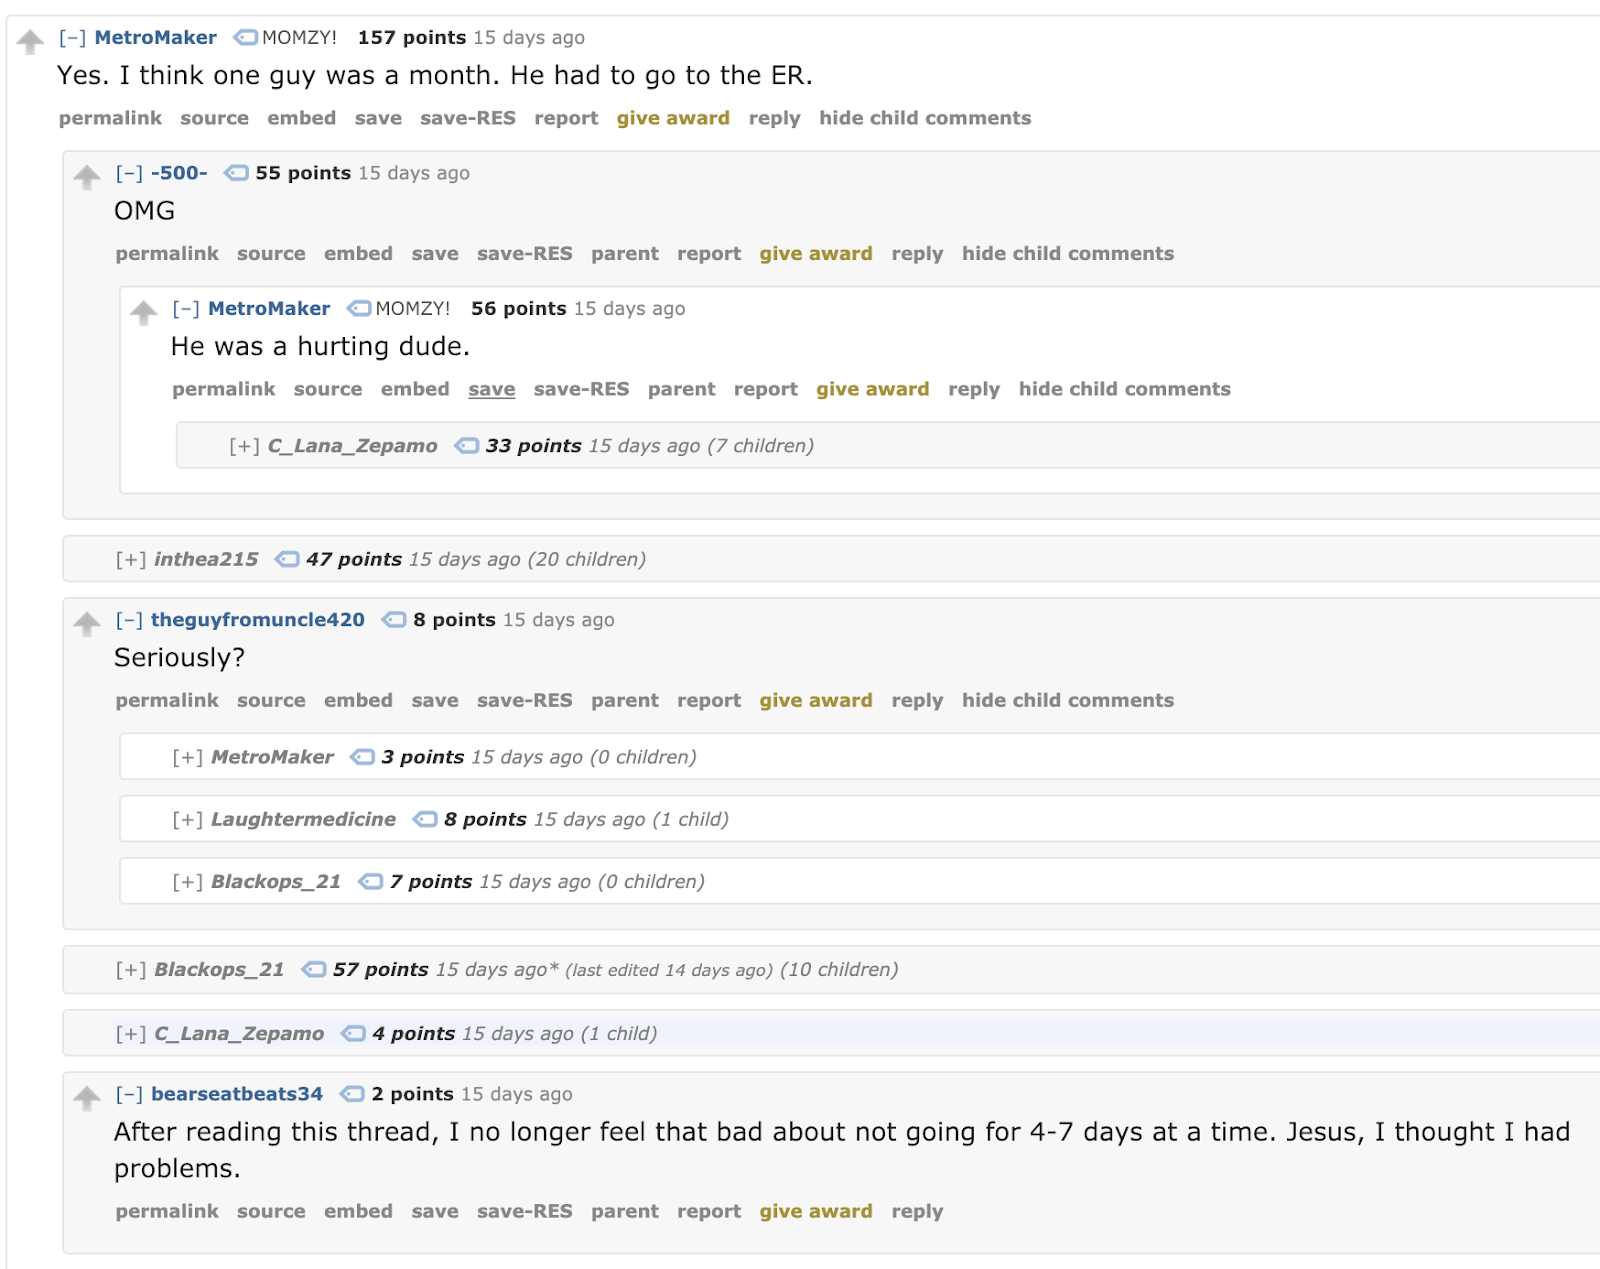 [−] MetroMaker MOMZY! 157 points 15 days ago
Yes. I think one guy was a month. He had to go to the ER.
permalink source embed save save-RES report give award reply hide child comments
[−] -500- 55 points 15 days ago
OMG
permalink source embed save save-RES parent report give award reply hide child comments
[−] MetroMaker MOMZY! 56 points 15 days ago
He was a hurting dude.
permalink source embed save save-RES parent report give award reply hide child comments
[+] C_Lana_Zepamo 33 points 15 days ago (7 children)
[+] inthea215 47 points 15 days ago (20 children)
[−] theguyfromuncle420 8 points 15 days ago
Seriously?
permalink source embed save save-RES parent report give award reply hide child comments
[+] MetroMaker 3 points 15 days ago (0 children)
[+] Laughtermedicine 8 points 15 days ago (1 child)
[+] Blackops_21 7 points 15 days ago (0 children)
[+] Blackops_21 57 points 15 days ago* (last edited 14 days ago) (10 children)
[+] C_Lana_Zepamo 4 points 15 days ago (1 child)
[−] bearseatbeats34 2 points 15 days ago
After reading this thread, I no longer feel that bad about not going for 4-7 days at a time. Jesus, I thought I had
problems.
permalink source embed save save-RES parent report give award reply